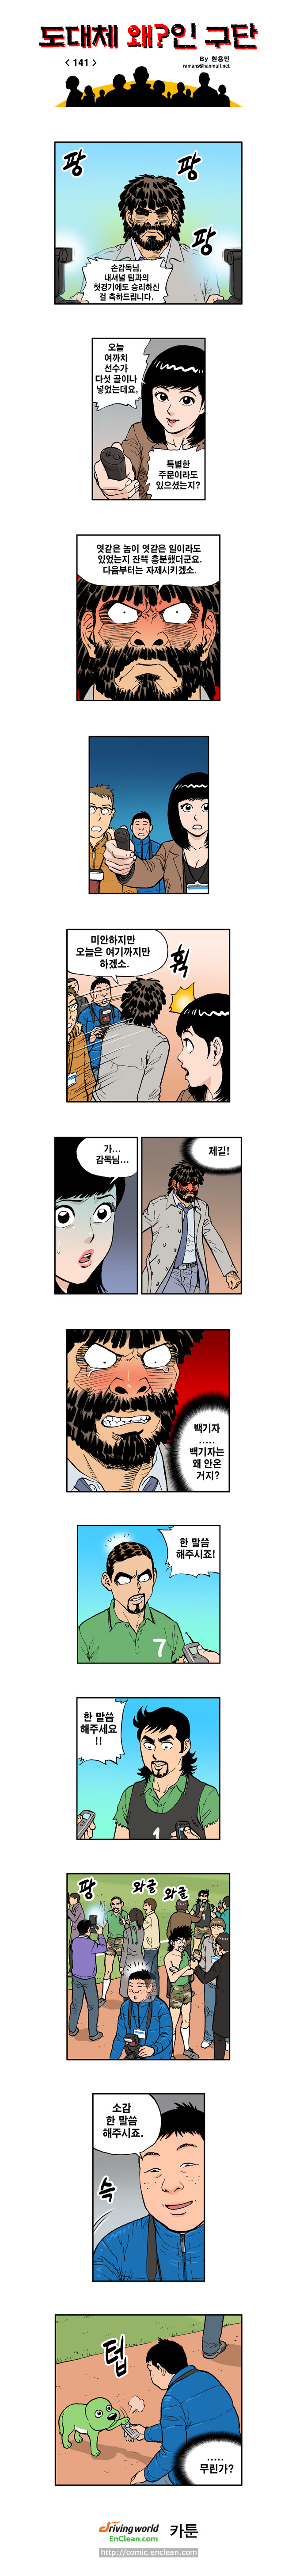 도대체 왜?인 구단
< 141 >
By 현용민
ramans@hanmail.net
팡
팡
팡
손감독님,
내셔널 팀과의
첫경기에도 승리하신
걸 축하드립니다.
오늘
여까치
선수가
다섯 골이나
넣었는데요,
특별한
주문이라도
있으셨는지?
엿같은 놈이 엿같은 일이라도
있었는지 잔뜩 흥분했더군요.
다음부터는 자제시키겠소.
미안하지만
오늘은 여기까지만
하겠소.
획
가...
감독님...
제길!
백기자
.....
백기자는
왜 안온
거지?
한 말씀
해주시죠!
7
한 말씀
해주세요
!!
1
팡
와글
와글
소감
한 말씀
해주시죠.
슥
텁
.....
무린가?
drivingworld
EnClean.com
카툰
http://comic.enclean.com